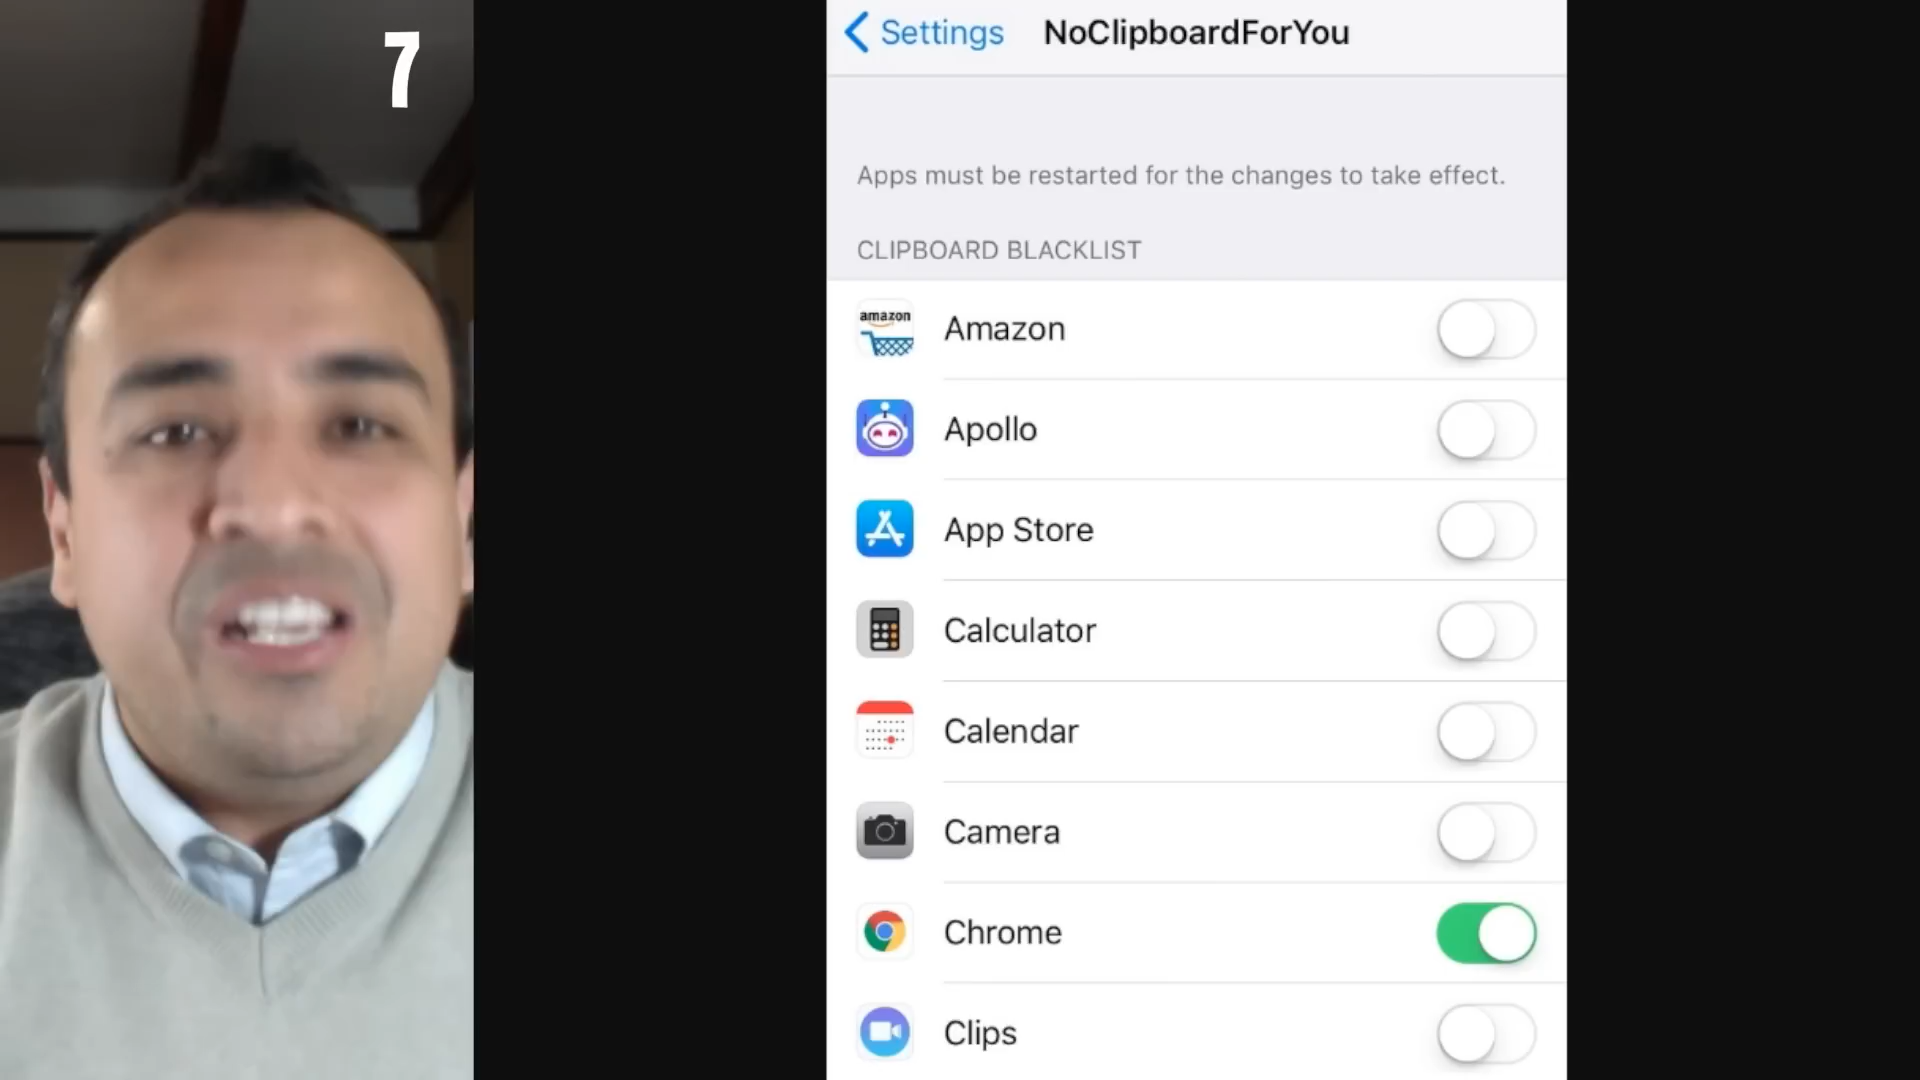 7
Settings
NoClipboardForYou
Apps must be restarted for the changes to take effect.
CLIPBOARD BLACKLIST
amazon
Amazon
Apollo
App Store
Calculator
Calendar
Camera
Chrome
Clips